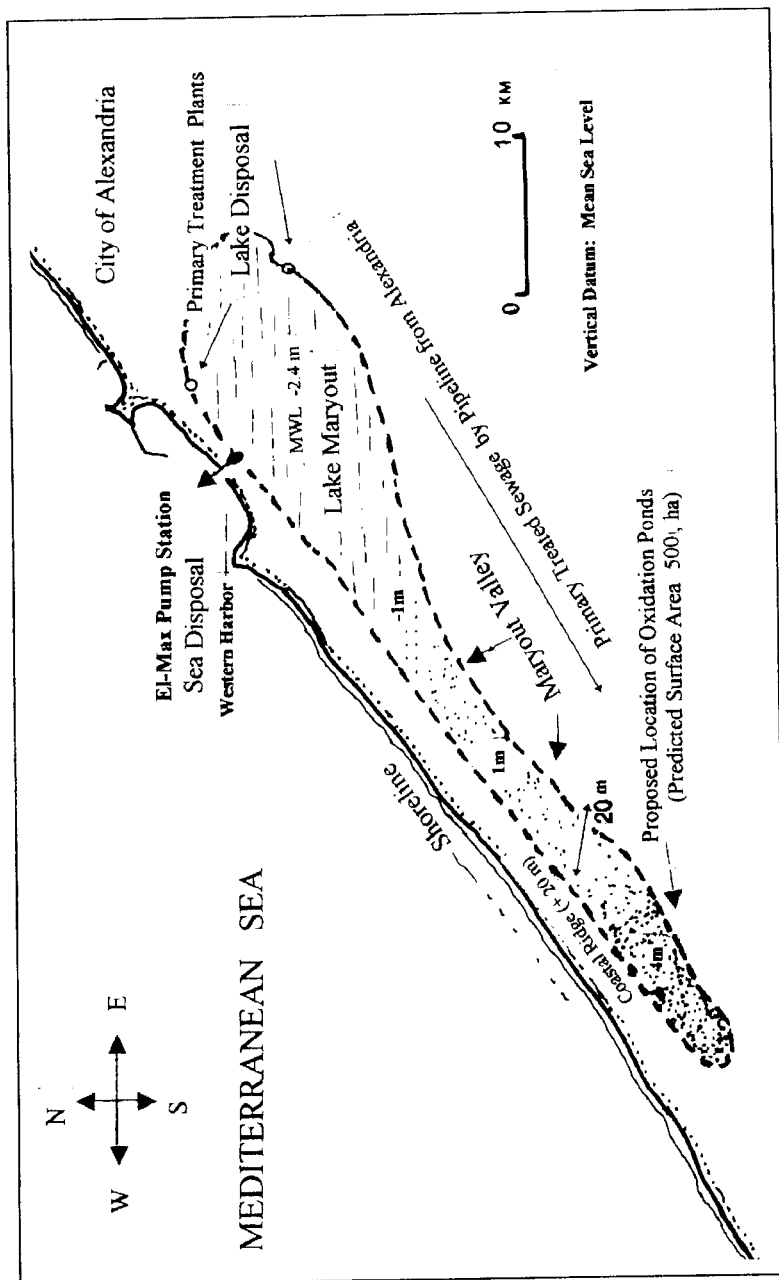 N
W
E
S
MEDITERRANEAN SEA
City of Alexandria
Primary Treatment Plants
Lake Disposal
El-Max Pump Station
Sea Disposal
Western Harbor
MWL -2.4 m
Lake Maryout
-1m
Shoreline
Maryout Valley
1m
Primary Treated Sewage by Pipeline from Alexandria
Coastal Ridge (+ 20 m)
20 m
4m
Proposed Location of Oxidation Ponds
(Predicted Surface Area ha)
0
10 KM
Vertical Datum: Mean Sea Level